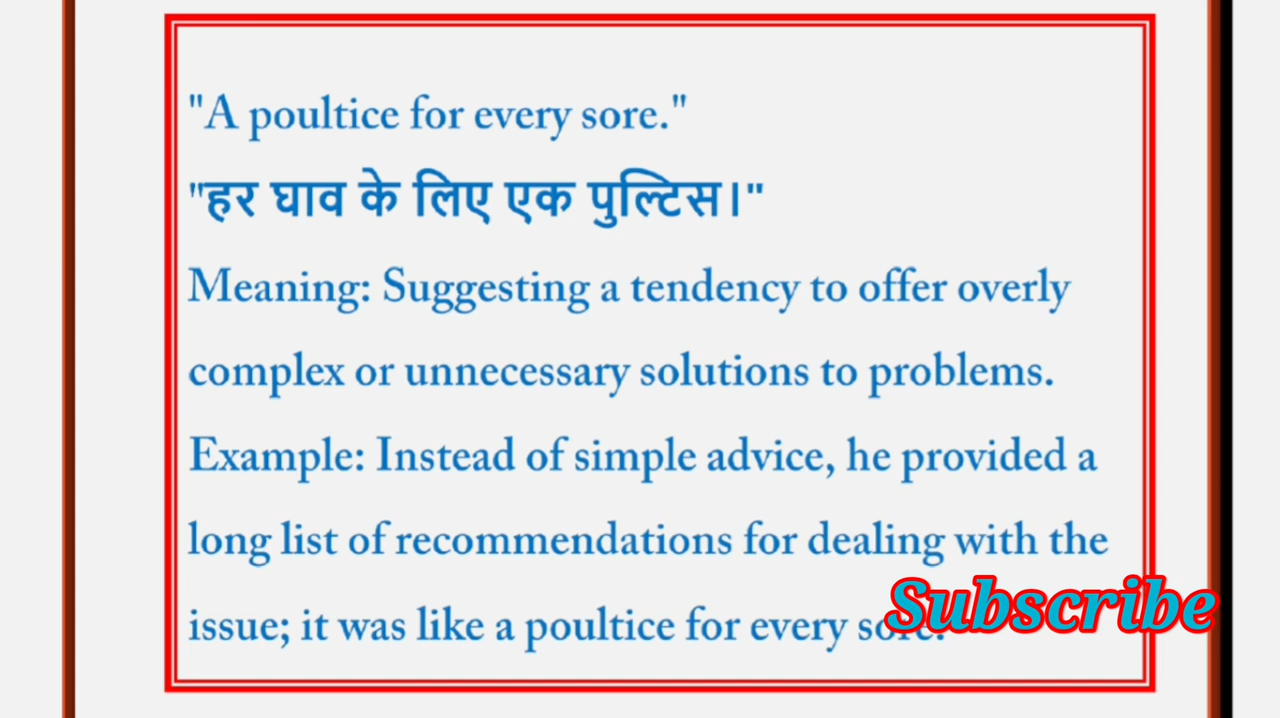 "A poultice for every sore."
"हर घाव के लिए एक पुल्टिस।"
Meaning: Suggesting a tendency to offer overly
complex or unnecessary solutions to problems.
Example: Instead of simple advice, he provided a
long list of recommendations for dealing with the
issue; it was like a poultice for every sore.
Subscribe